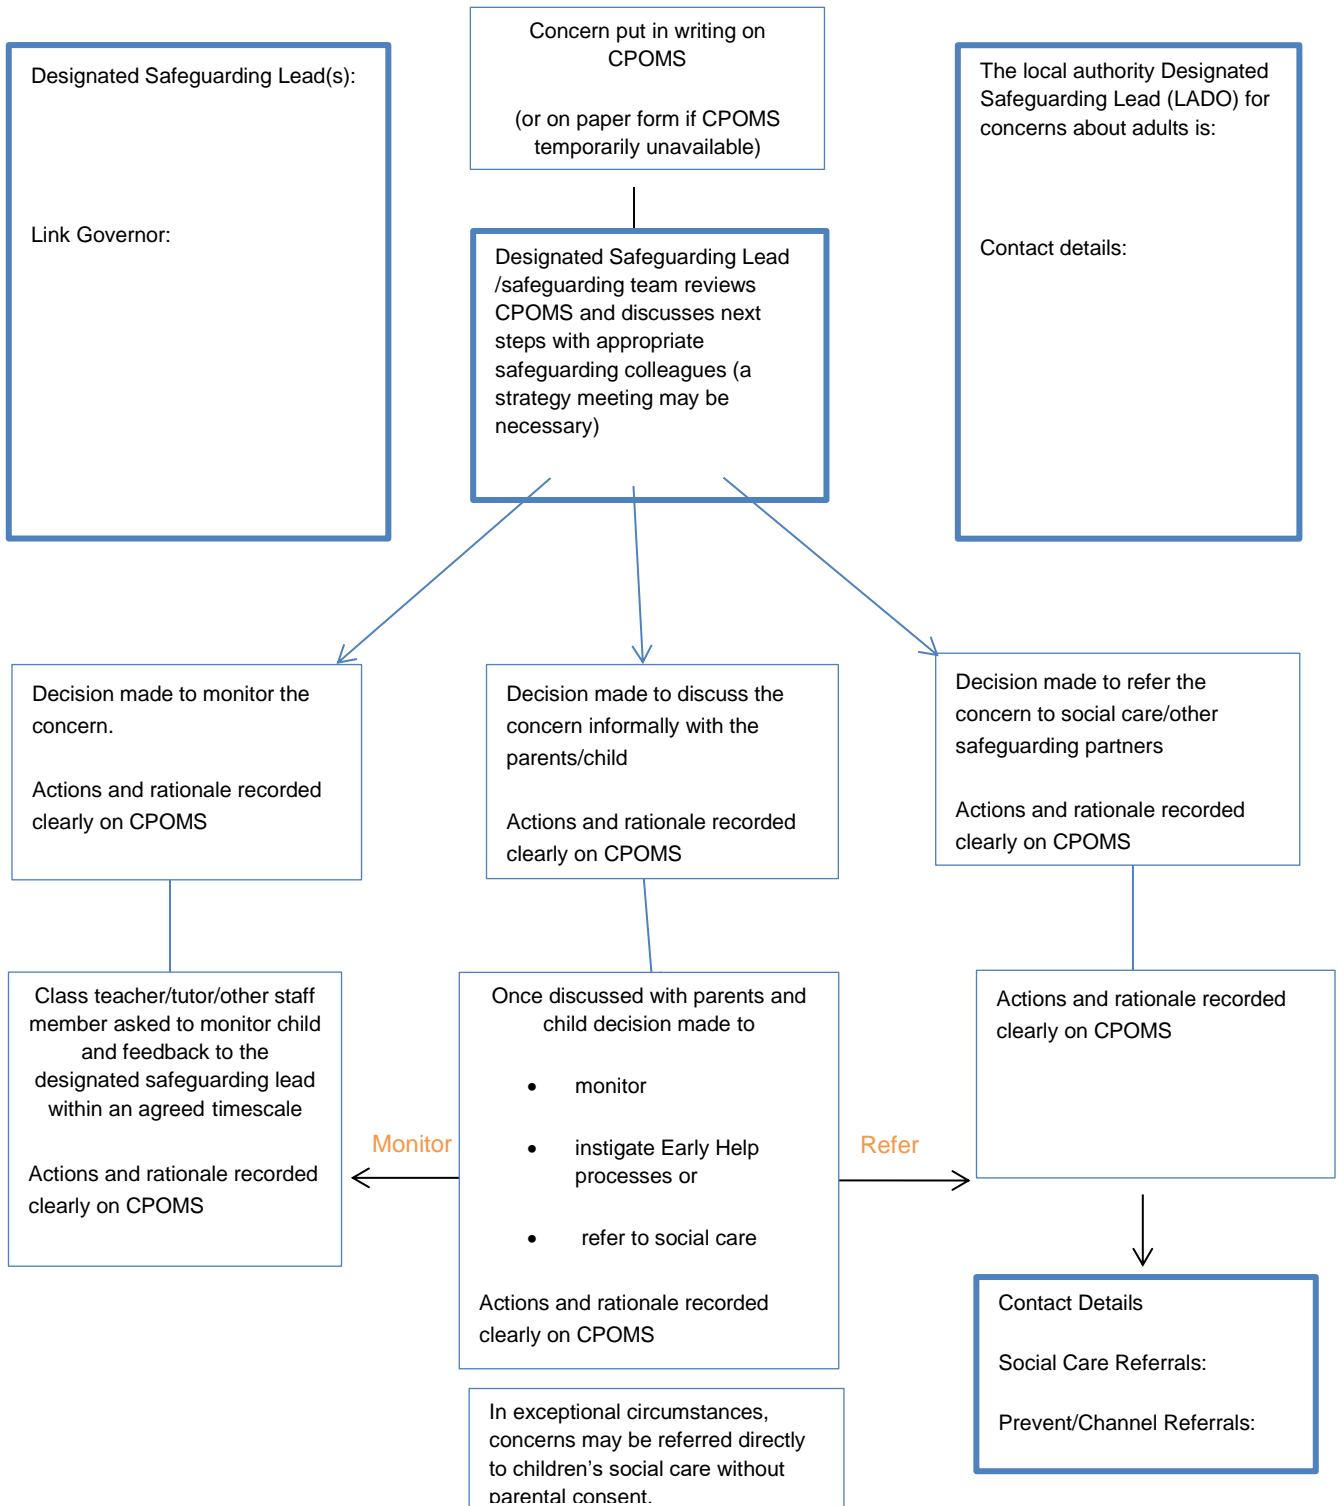 Concern put in writing on
CPOMS
(or on paper form if CPOMS
temporarily unavailable)
Designated Safeguarding Lead(s):
Link Governor:
The local authority Designated
Safeguarding Lead (LADO) for
concerns about adults is:
Contact details:
Designated Safeguarding Lead
/safeguarding team reviews
CPOMS and discusses next
steps with appropriate
safeguarding colleagues (a
strategy meeting may be
necessary)
Decision made to monitor the
concern.
Actions and rationale recorded
clearly on CPOMS
Decision made to discuss the
concern informally with the
parents/child
Actions and rationale recorded
clearly on CPOMS
Decision made to refer the
concern to social care/other
safeguarding partners
Actions and rationale recorded
clearly on CPOMS
Class teacher/tutor/other staff
member asked to monitor child
and feedback to the
designated safeguarding lead
within an agreed timescale
Actions and rationale recorded
clearly on CPOMS
Monitor
Once discussed with parents and
child decision made to
• monitor
• instigate Early Help
processes or
• refer to social care
Actions and rationale recorded
clearly on CPOMS
Refer
Actions and rationale recorded
clearly on CPOMS
Contact Details
Social Care Referrals:
Prevent/Channel Referrals:
In exceptional circumstances,
concerns may be referred directly
to children’s social care without
parental consent.